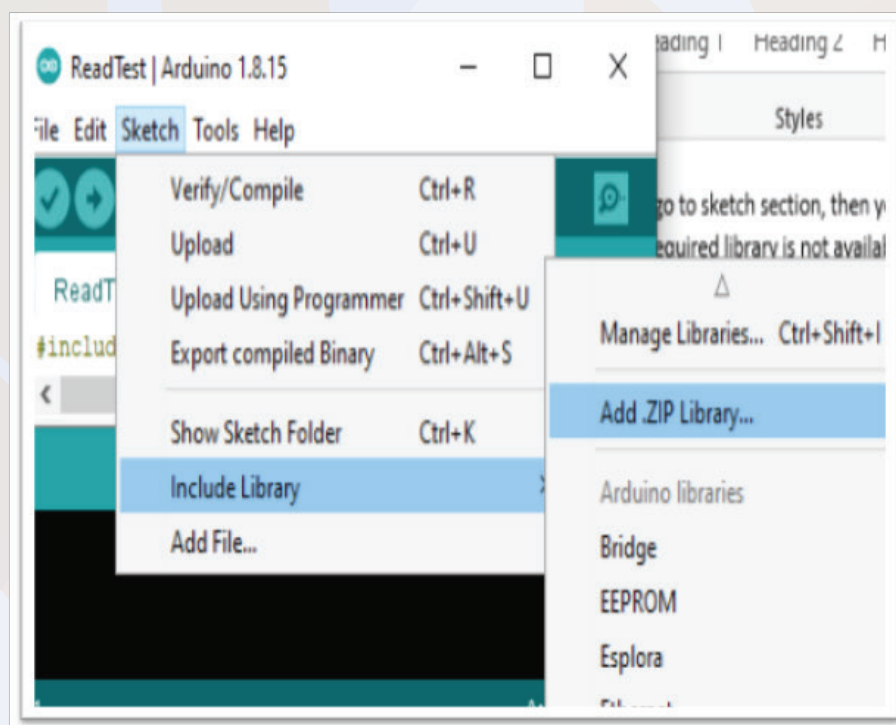 ReadTest | Arduino 1.8.15
Heading 2
File Edit Sketch Tools Help
Styles
Verify/Compile Ctrl+R
Upload Ctrl+U
Upload Using Programmer Ctrl+Shift+U
Export compiled Binary Ctrl+Alt+S
Show Sketch Folder Ctrl+K
Include Library
Add File...
ReadT
#includ
go to sketch section, then y
equired library is not availa
Manage Libraries... Ctrl+Shift+I
Add .ZIP Library...
Arduino libraries
Bridge
EEPROM
Esplora